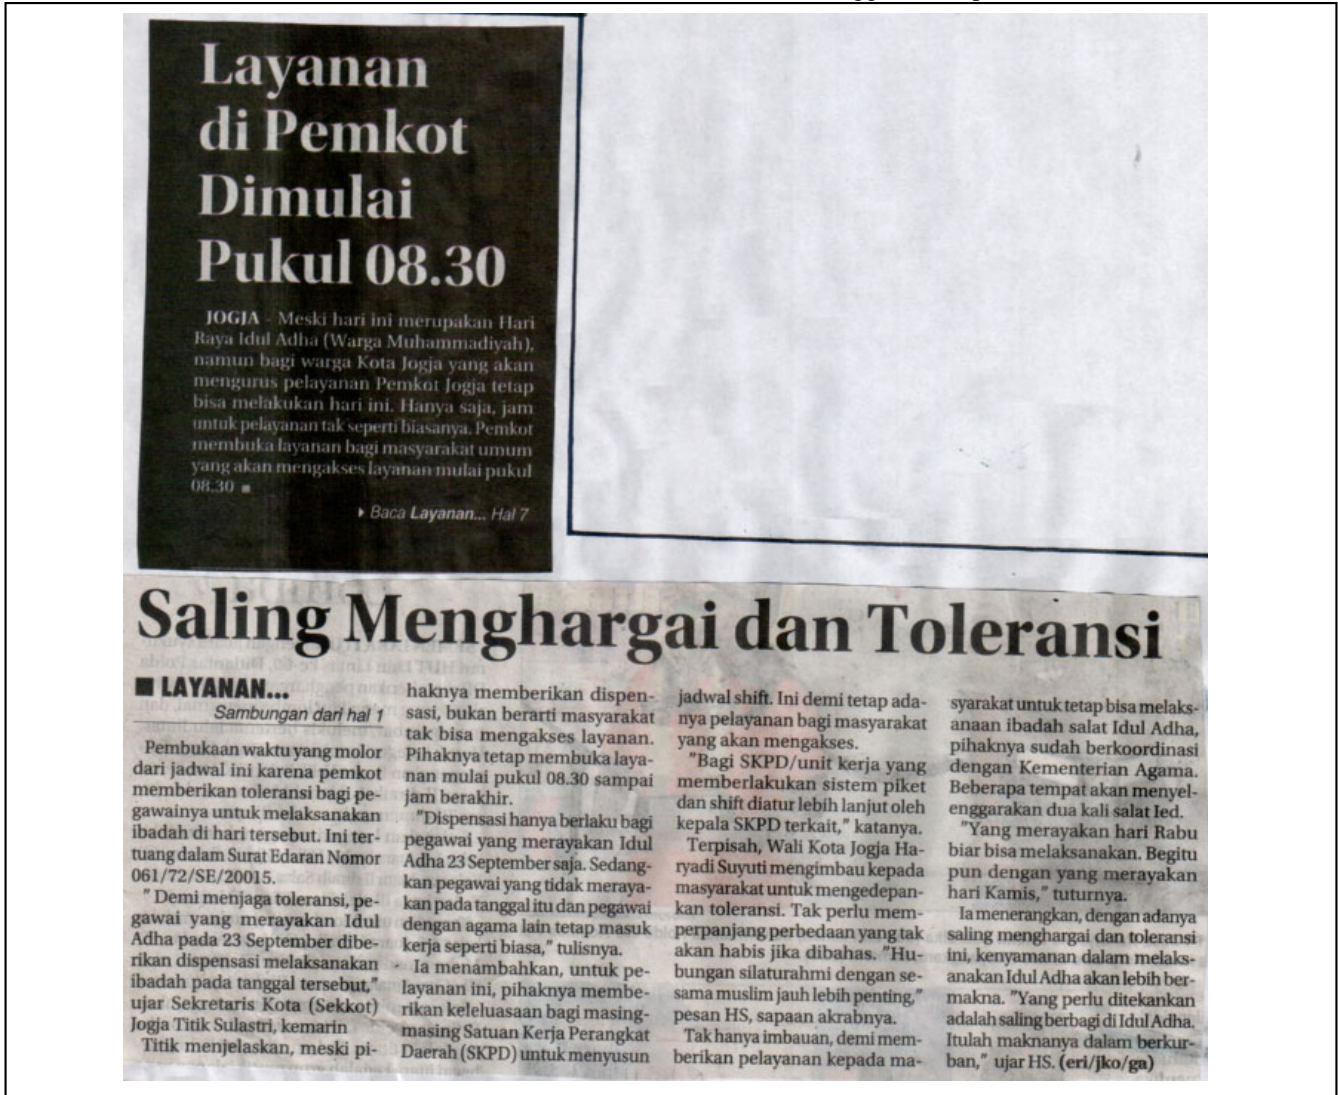 Layanan
di Pemkot
Dimulai
Pukul 08.30
JOGJA - Meski hari ini merupakan Hari
Raya Idul Adha (Warga Muhammadiyah),
namun bagi warga Kota Jogja yang akan
mengurus pelayanan Pemkot Jogja tetap
bisa melakukan hari ini. Hanya saja, jam
untuk pelayanan tak seperti biasanya. Pemkot
membuka layanan bagi masyarakat umum
yang akan mengakses layanan mulai pukul
08.30 ■
▸ Baca Layanan... Hal 7
Saling Menghargai dan Toleransi
■ LAYANAN...
Sambungan dari hal 1
Pembukaan waktu yang molor
dari jadwal ini karena pemkot
memberikan toleransi bagi pe-
gawainya untuk melaksanakan
ibadah di hari tersebut. Ini ter-
tuang dalam Surat Edaran Nomor
061/72/SE/20015.
" Demi menjaga toleransi, pe-
gawai yang merayakan Idul
Adha pada 23 September dibe-
rikan dispensasi melaksanakan
ibadah pada tanggal tersebut,"
ujar Sekretaris Kota (Sekkot)
Jogja Titik Sulastri, kemarin
Titik menjelaskan, meski pi-
haknya memberikan dispen-
sasi, bukan berarti masyarakat
tak bisa mengakses layanan.
Pihaknya tetap membuka laya-
nan mulai pukul 08.30 sampai
jam berakhir.
"Dispensasi hanya berlaku bagi
pegawai yang merayakan Idul
Adha 23 September saja. Sedang-
kan pegawai yang tidak meraya-
kan pada tanggal itu dan pegawai
dengan agama lain tetap masuk
kerja seperti biasa," tulisnya.
Ia menambahkan, untuk pe-
layanan ini, pihaknya membe-
rikan keleluasaan bagi masing-
masing Satuan Kerja Perangkat
Daerah (SKPD) untuk menyusun
jadwal shift. Ini demi tetap ada-
nya pelayanan bagi masyarakat
yang akan mengakses.
"Bagi SKPD/unit kerja yang
memberlakukan sistem piket
dan shift diatur lebih lanjut oleh
kepala SKPD terkait," katanya.
Terpisah, Wali Kota Jogja Ha-
ryadi Suyuti mengimbau kepada
masyarakat untuk mengedepan-
kan toleransi. Tak perlu mem-
perpanjang perbedaan yang tak
akan habis jika dibahas. "Hu-
bungan silaturahmi dengan se-
sama muslim jauh lebih penting,"
pesan HS, sapaan akrabnya.
Tak hanya imbauan, demi mem-
berikan pelayanan kepada ma-
syarakat untuk tetap bisa melaks-
anaan ibadah salat Idul Adha,
pihaknya sudah berkoordinasi
dengan Kementerian Agama.
Beberapa tempat akan menyel-
enggarakan dua kali salat Ied.
"Yang merayakan hari Rabu
biar bisa melaksanakan. Begitu
pun dengan yang merayakan
hari Kamis," tuturnya.
Ia menerangkan, dengan adanya
saling menghargai dan toleransi
ini, kenyamanan dalam melaks-
anakan Idul Adha akan lebih ber-
makna. "Yang perlu ditekankan
adalah saling berbagi di Idul Adha.
Itulah maknanya dalam berkur-
ban," ujar HS. (eri/jko/ga)